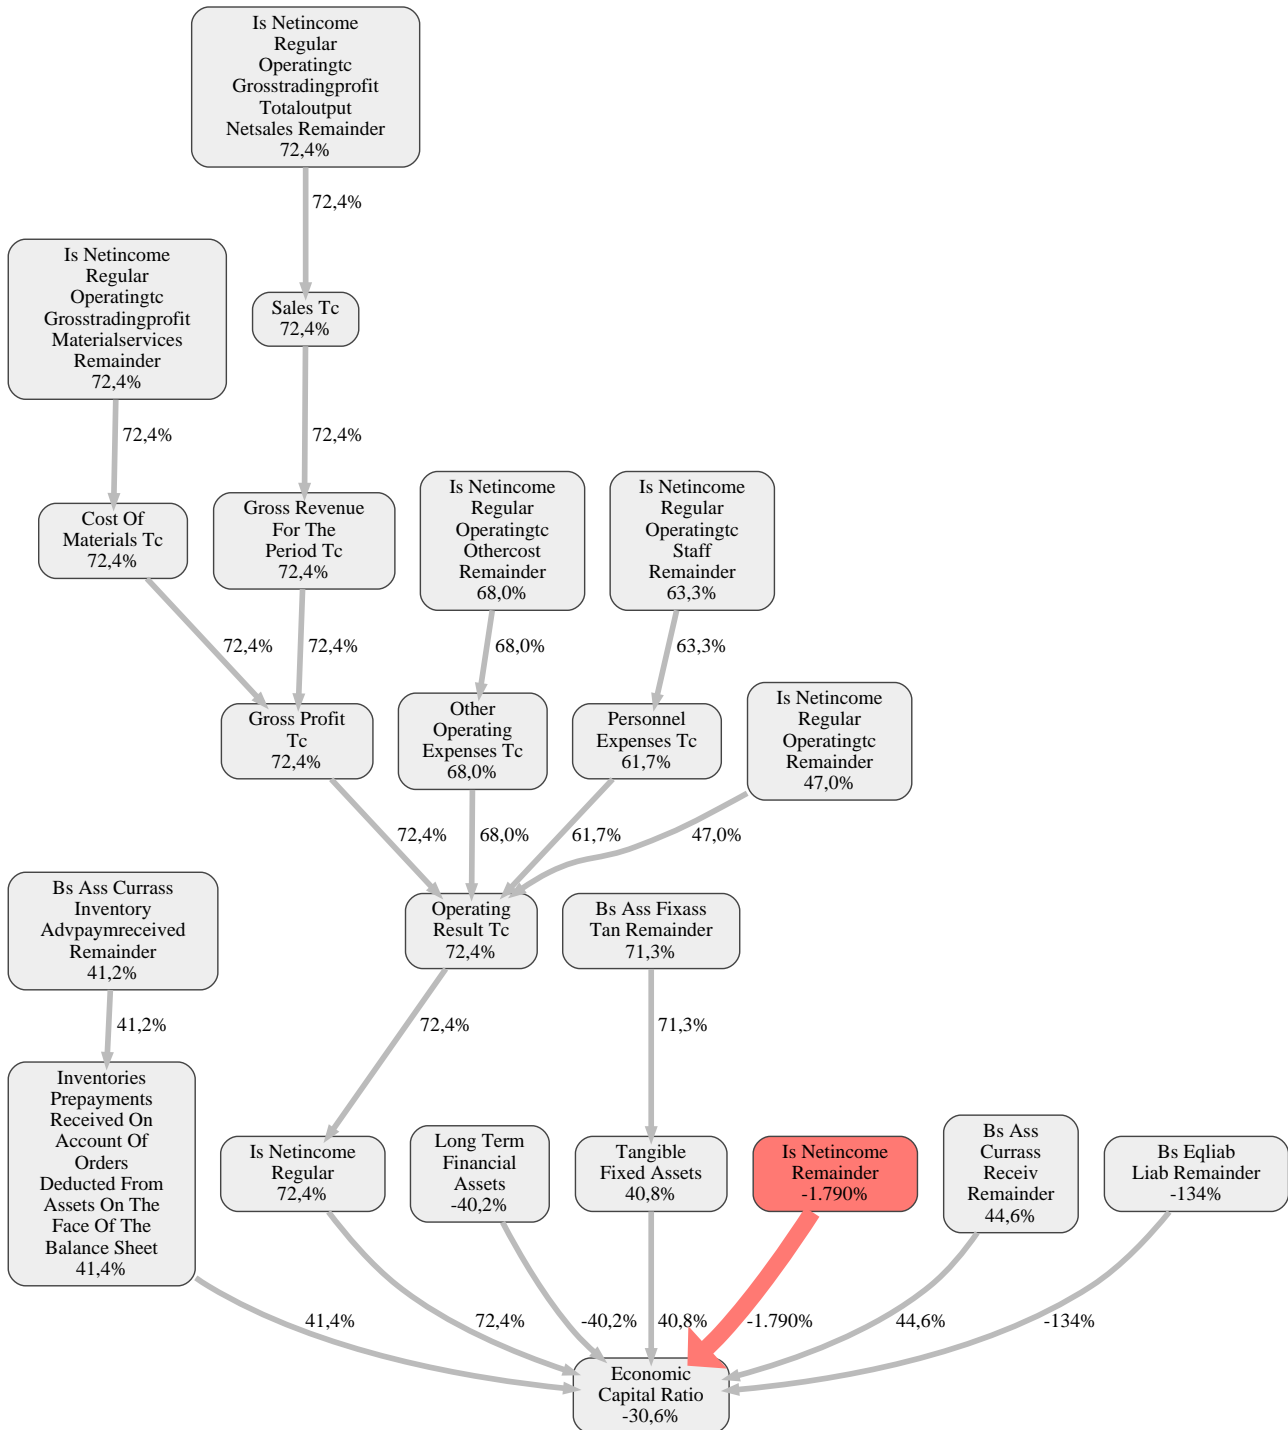 Is Netincome
Regular
Operatingtc
Grosstradingprofit
Totaloutput
Netsales Remainder
72,4%
72,4%
Is Netincome
Regular
Operatingtc
Grosstradingprofit
Materialservices
Remainder
72,4%
Sales Tc
72,4%
72,4%
72,4%
Cost Of
Materials Tc
72,4%
Gross Revenue
For The
Period Tc
72,4%
Is Netincome
Regular
Operatingtc
Othercost
Remainder
68,0%
Is Netincome
Regular
Operatingtc
Staff
Remainder
63,3%
72,4%
72,4%
68,0%
63,3%
Gross Profit
Tc
72,4%
Other
Operating
Expenses Tc
68,0%
Personnel
Expenses Tc
61,7%
Is Netincome
Regular
Operatingtc
Remainder
47,0%
72,4%
68,0%
61,7%
47,0%
Bs Ass Currass
Inventory
Advpaymreceived
Remainder
41,2%
Operating
Result Tc
72,4%
Bs Ass Fixass
Tan Remainder
71,3%
41,2%
72,4%
71,3%
Inventories
Prepayments
Received On
Account Of
Orders
Deducted From
Assets On The
Face Of The
Balance Sheet
41,4%
Is Netincome
Regular
72,4%
Long Term
Financial
Assets
-40,2%
Tangible
Fixed Assets
40,8%
Is Netincome
Remainder
-1.790%
Bs Ass
Currass
Receiv
Remainder
44,6%
Bs Eqliab
Liab Remainder
-134%
41,4%
72,4%
-40,2%
40,8%
-1.790%
44,6%
-134%
Economic
Capital Ratio
-30,6%